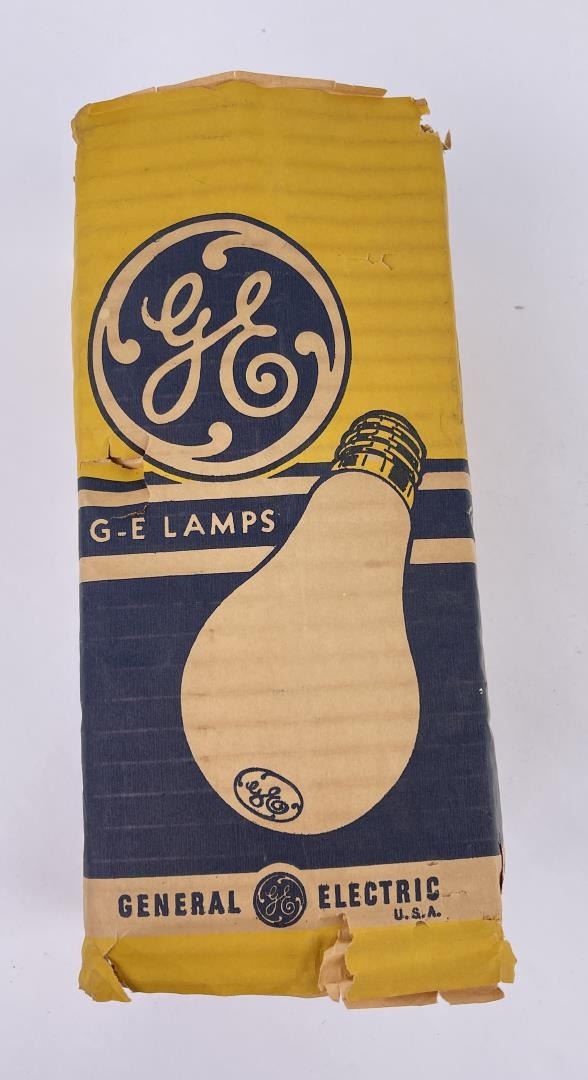 GE
G-E LAMPS
GE
GENERAL GE ELECTRIC
U.S.A.